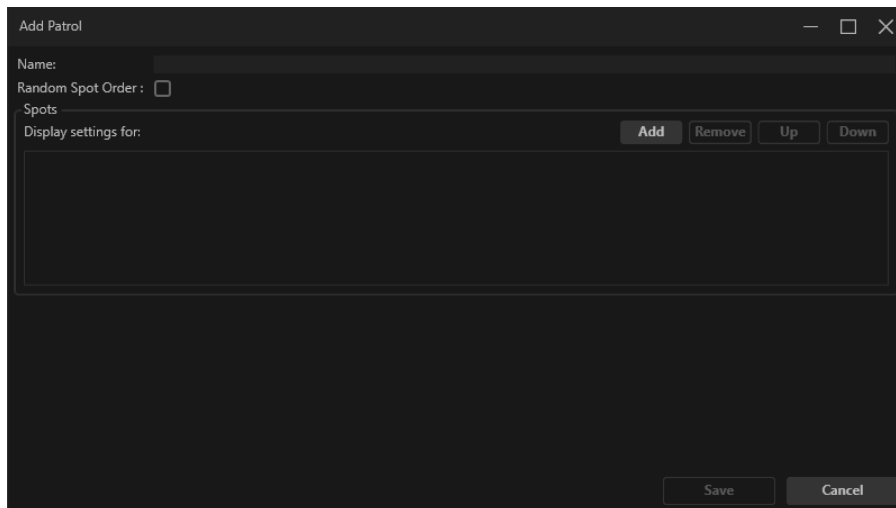 Add Patrol
Name:
Random Spot Order :
Spots
Display settings for:
Add Remove Up Down
Save Cancel